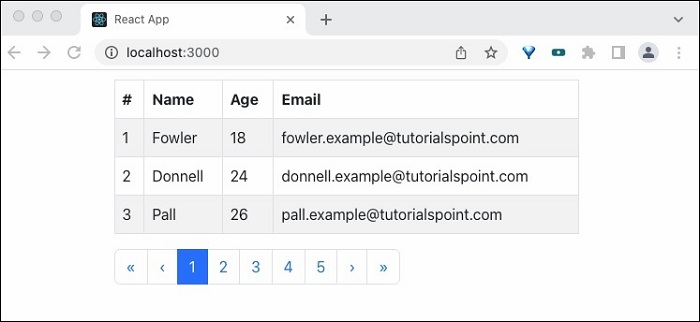 React App
localhost:3000
# Name Age Email
1 Fowler 18 fowler.example@tutorialspoint.com
2 Donnell 24 donnell.example@tutorialspoint.com
3 Pall 26 pall.example@tutorialspoint.com
« ‹ 1 2 3 4 5 › »